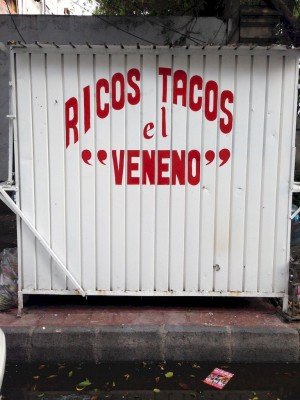 RICOS TACOS
el
"VENENO"